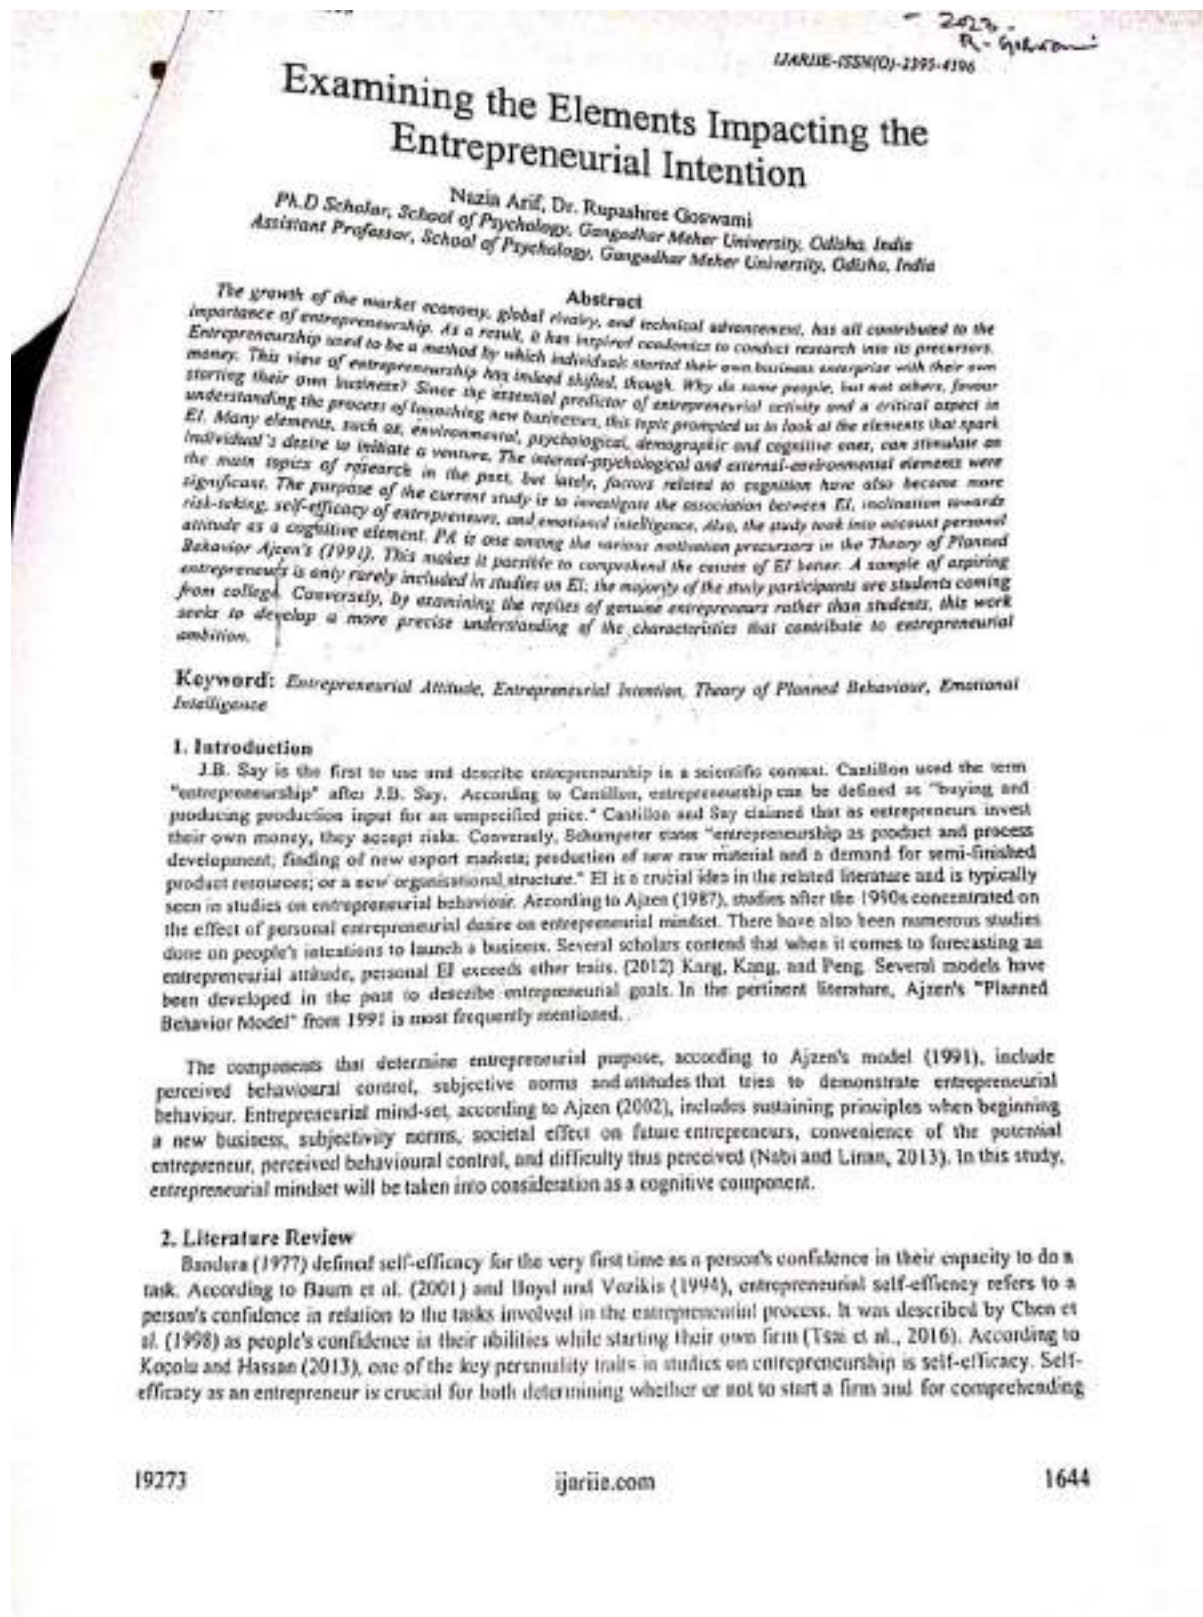 - 2023 -
R. Goswami
IJARIIE-ISSN(O)-2395-4396
Examining the Elements Impacting the
Entrepreneurial Intention
Nazia Arif, Dr. Rupashree Goswami
Ph.D Scholar, School of Psychology, Gangadhar Meher University, Odisha, India
Assistant Professor, School of Psychology, Gangadhar Meher University, Odisha, India
Abstract
The growth of the market economy, global rivalry, and technical advancement, has all contributed to the
importance of entrepreneurship. As a result, it has inspired academics to conduct research into its precursors.
Entrepreneurship used to be a method by which individuals started their own business enterprise with their own
money. This view of entrepreneurship has indeed shifted, though. Why do some people, but not others, favour
starting their own business? Since the essential predictor of entrepreneurial activity and a critical aspect in
understanding the process of launching new businesses, this topic prompted us to look at the elements that spark
EI. Many elements, such as, environmental, psychological, demographic and cognitive ones, can stimulate an
individual's desire to initiate a venture. The internal-psychological and external-environmental elements were
the main topics of research in the past, but lately, factors related to cognition have also become more
significant. The purpose of the current study is to investigate the association between EI, inclination towards
risk-taking, self-efficacy of entrepreneurs, and emotional intelligence. Also, the study took into account personal
attitude as a cognitive element. PA is one among the various motivation precursors in the Theory of Planned
Behavior Ajzen's (1991). This makes it possible to comprehend the causes of EI better. A sample of aspiring
entrepreneurs is only rarely included in studies on EI; the majority of the study participants are students coming
from college. Conversely, by examining the replies of genuine entrepreneurs rather than students, this work
seeks to develop a more precise understanding of the characteristics that contribute to entrepreneurial
ambition.
Keyword: Entrepreneurial Attitude, Entrepreneurial Intention, Theory of Planned Behaviour, Emotional
Intelligence
1. Introduction
J.B. Say is the first to use and describe entrepreneurship in a scientific context. Cantillon used the term
"entrepreneurship" after J.B. Say. According to Cantillon, entrepreneurship can be defined as "buying and
producing production input for an unspecified price." Cantillon and Say claimed that as entrepreneurs invest
their own money, they accept risks. Conversely, Schumpeter states "entrepreneurship as product and process
development; finding of new export markets; production of new raw material and a demand for semi-finished
product resources; or a new organisational structure." EI is a crucial idea in the related literature and is typically
seen in studies on entrepreneurial behaviour. According to Ajzen (1987), studies after the 1990s concentrated on
the effect of personal entrepreneurial desire on entrepreneurial mindset. There have also been numerous studies
done on people's intentions to launch a business. Several scholars contend that when it comes to forecasting an
entrepreneurial attitude, personal EI exceeds other traits. (2012) Kang, Kang, and Peng. Several models have
been developed in the past to describe entrepreneurial goals. In the pertinent literature, Ajzen's "Planned
Behavior Model" from 1991 is most frequently mentioned.
The components that determine entrepreneurial purpose, according to Ajzen's model (1991), include
perceived behavioural control, subjective norms and attitudes that tries to demonstrate entrepreneurial
behaviour. Entrepreneurial mind-set, according to Ajzen (2002), includes sustaining principles when beginning
a new business, subjectivity norms, societal effect on future entrepreneurs, convenience of the potential
entrepreneur, perceived behavioural control, and difficulty thus perceived (Nabi and Linan, 2013). In this study,
entrepreneurial mindset will be taken into consideration as a cognitive component.
2. Literature Review
Bandura (1977) defined self-efficacy for the very first time as a person's confidence in their capacity to do a
task. According to Baum et al. (2001) and Boyd and Vozikis (1994), entrepreneurial self-efficacy refers to a
person's confidence in relation to the tasks involved in the entrepreneurial process. It was described by Chen et
al. (1998) as people's confidence in their abilities while starting their own firm (Tsai et al., 2016). According to
Koçolu and Hassan (2013), one of the key personality traits in studies on entrepreneurship is self-efficacy. Self-
efficacy as an entrepreneur is crucial for both determining whether or not to start a firm and for comprehending
19273
ijariie.com
1644